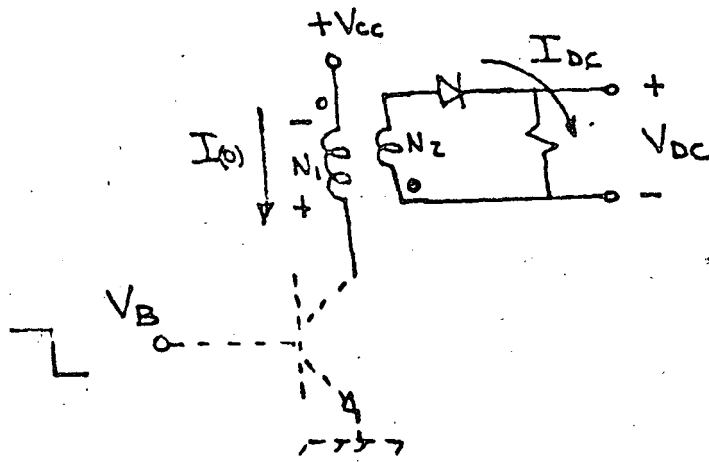 +Vcc
IDC
+
−
I(0)
N1
N2
VDC
+
−
VB